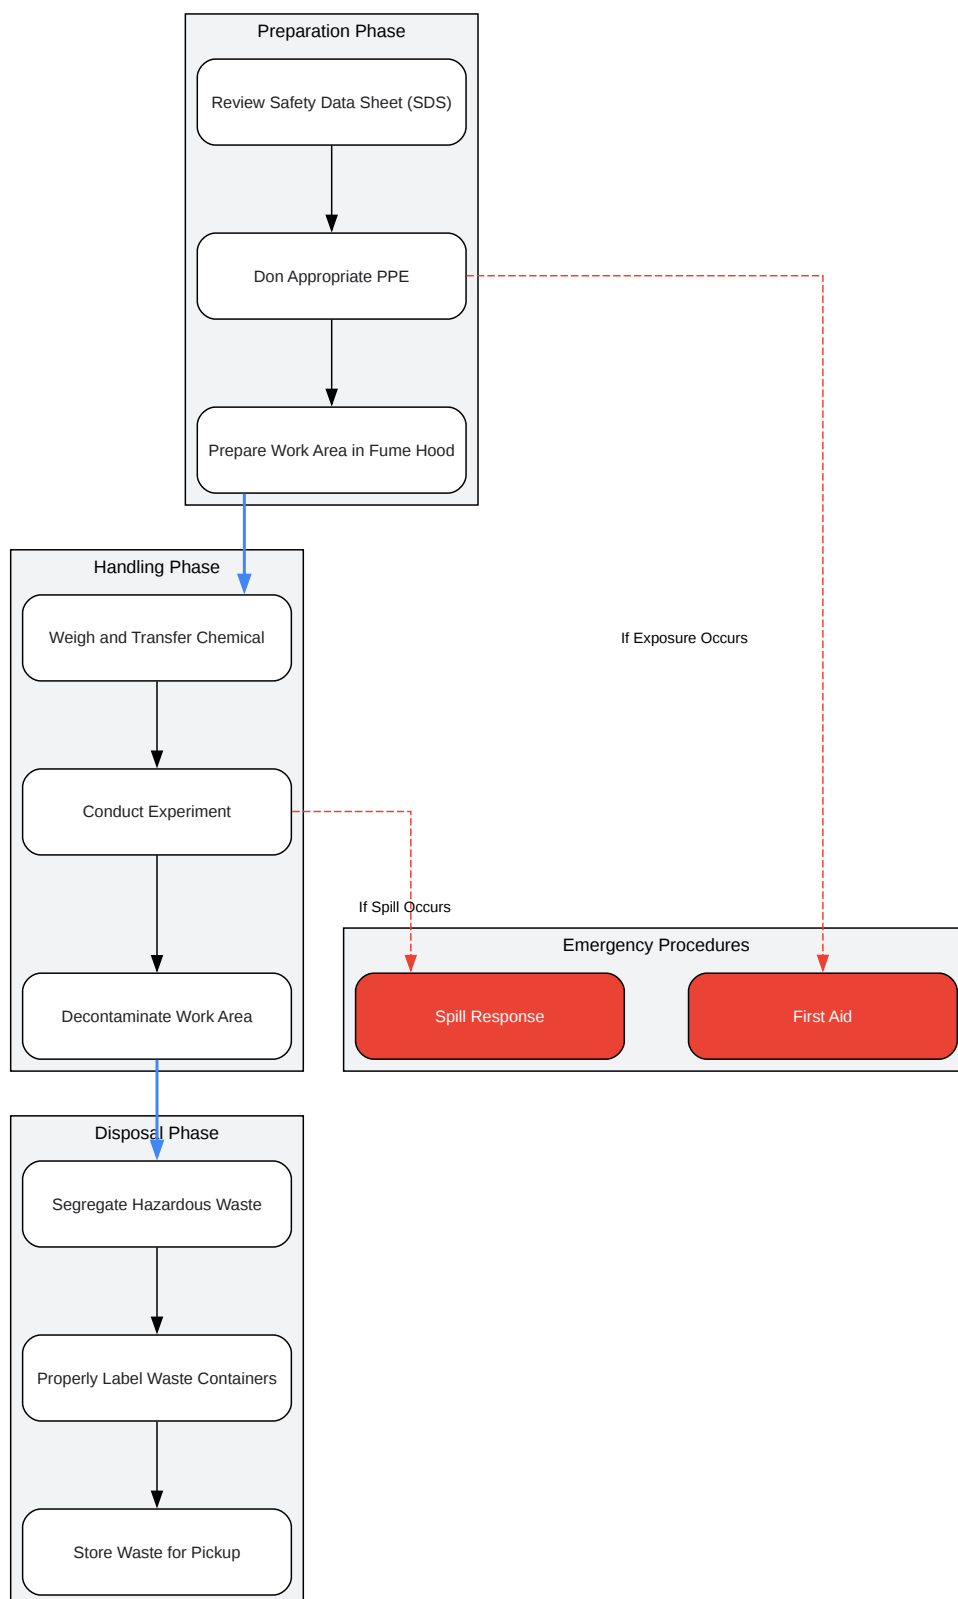 Preparation Phase
Review Safety Data Sheet (SDS)
Don Appropriate PPE
Prepare Work Area in Fume Hood
Handling Phase
Weigh and Transfer Chemical
If Exposure Occurs
Conduct Experiment
If Spill Occurs
Emergency Procedures
Decontaminate Work Area
Spill Response
First Aid
Disposal Phase
Segregate Hazardous Waste
Properly Label Waste Containers
Store Waste for Pickup